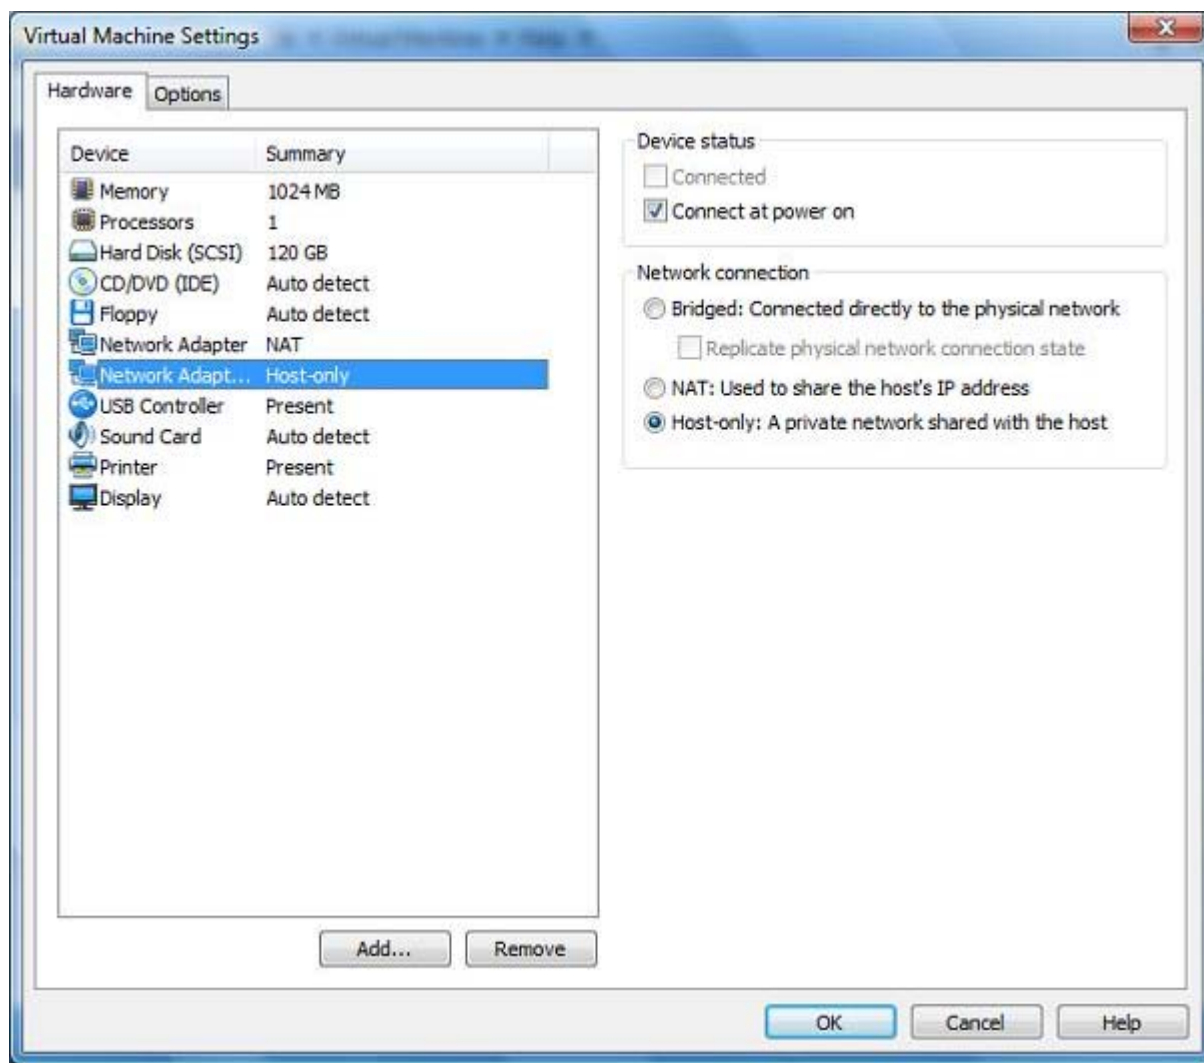 Virtual Machine Settings
Hardware Options
Device Summary
Memory 1024 MB
Processors 1
Hard Disk (SCSI) 120 GB
CD/DVD (IDE) Auto detect
Floppy Auto detect
Network Adapter NAT
Network Adapt... Host-only
USB Controller Present
Sound Card Auto detect
Printer Present
Display Auto detect
Add... Remove
Device status
Connected
Connect at power on
Network connection
Bridged: Connected directly to the physical network
Replicate physical network connection state
NAT: Used to share the host's IP address
Host-only: A private network shared with the host
OK Cancel Help